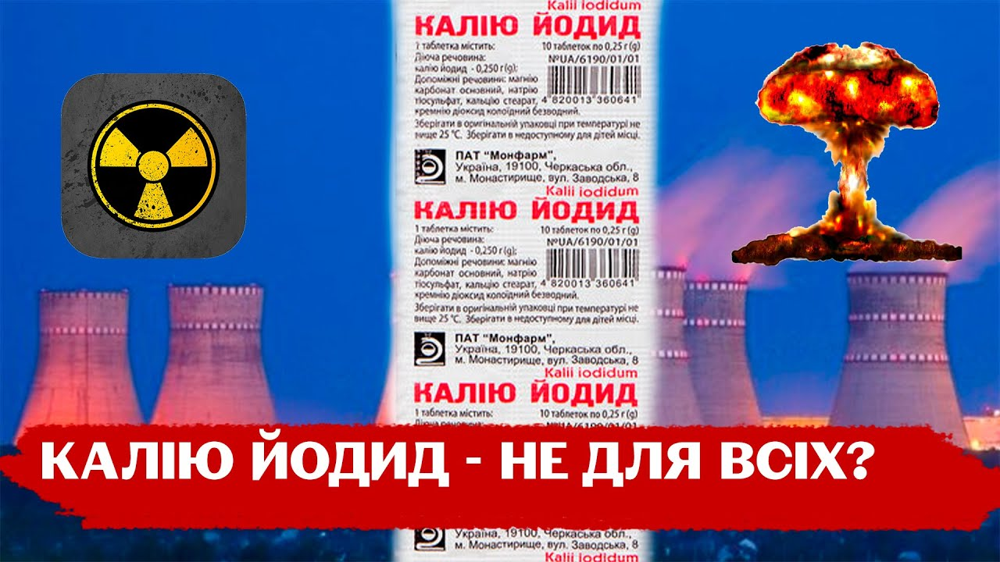 Kalii iodidum
КАЛІЮ ЙОДИД
1 таблетка містить: 10 таблеток по 0,25 г (g)
Діюча речовина: №UA/6190/01/01
калію йодид - 0,250 г (g);
Допоміжні речовини: магнію
карбонат основний, натрію
тіосульфат, кальцію стеарат, 4 820013 360641
кремнію діоксид колоїдний безводний.
Зберігати в оригінальній упаковці при температурі не
вище 25 °С. Зберігати в недоступному для дітей місці.
ПАТ “Монфарм”,
Україна, 19100, Черкаська обл.,
м. Монастирище, вул. Заводська, 8
Kalii iodidum
КАЛІЮ ЙОДИД
1 таблетка містить: 10 таблеток по 0,25 г (g)
Діюча речовина: №UA/6190/01/01
калію йодид - 0,250 г (g);
Допоміжні речовини: магнію
карбонат основний, натрію
тіосульфат, кальцію стеарат, 4 820013 360641
кремнію діоксид колоїдний безводний.
Зберігати в оригінальній упаковці при температурі не
вище 25 °С. Зберігати в недоступному для дітей місці.
ПАТ “Монфарм”,
Україна, 19100, Черкаська обл.,
м. Монастирище, вул. Заводська, 8
Kalii iodidum
КАЛІЮ ЙОДИД
1 таблетка містить: 10 таблеток по 0,25 г (g)
КАЛІЮ ЙОДИД - НЕ ДЛЯ ВСІХ?
Україна, 19100, Черкаська обл.,
м. Монастирище, вул. Заводська, 8
Kalii iodidum